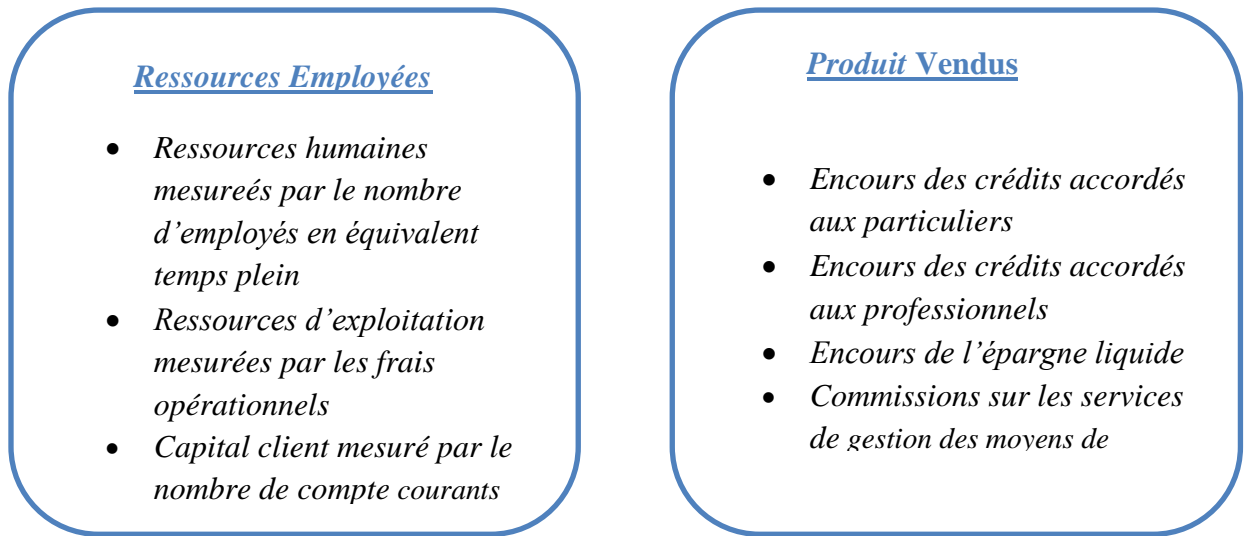 Ressources Employées
• Ressources humaines
mesureés par le nombre
d’employés en équivalent
temps plein
• Ressources d’exploitation
mesurées par les frais
opérationnels
• Capital client mesuré par le
nombre de compte courants
Produit Vendus
• Encours des crédits accordés
aux particuliers
• Encours des crédits accordés
aux professionnels
• Encours de l’épargne liquide
• Commissions sur les services
de gestion des moyens de